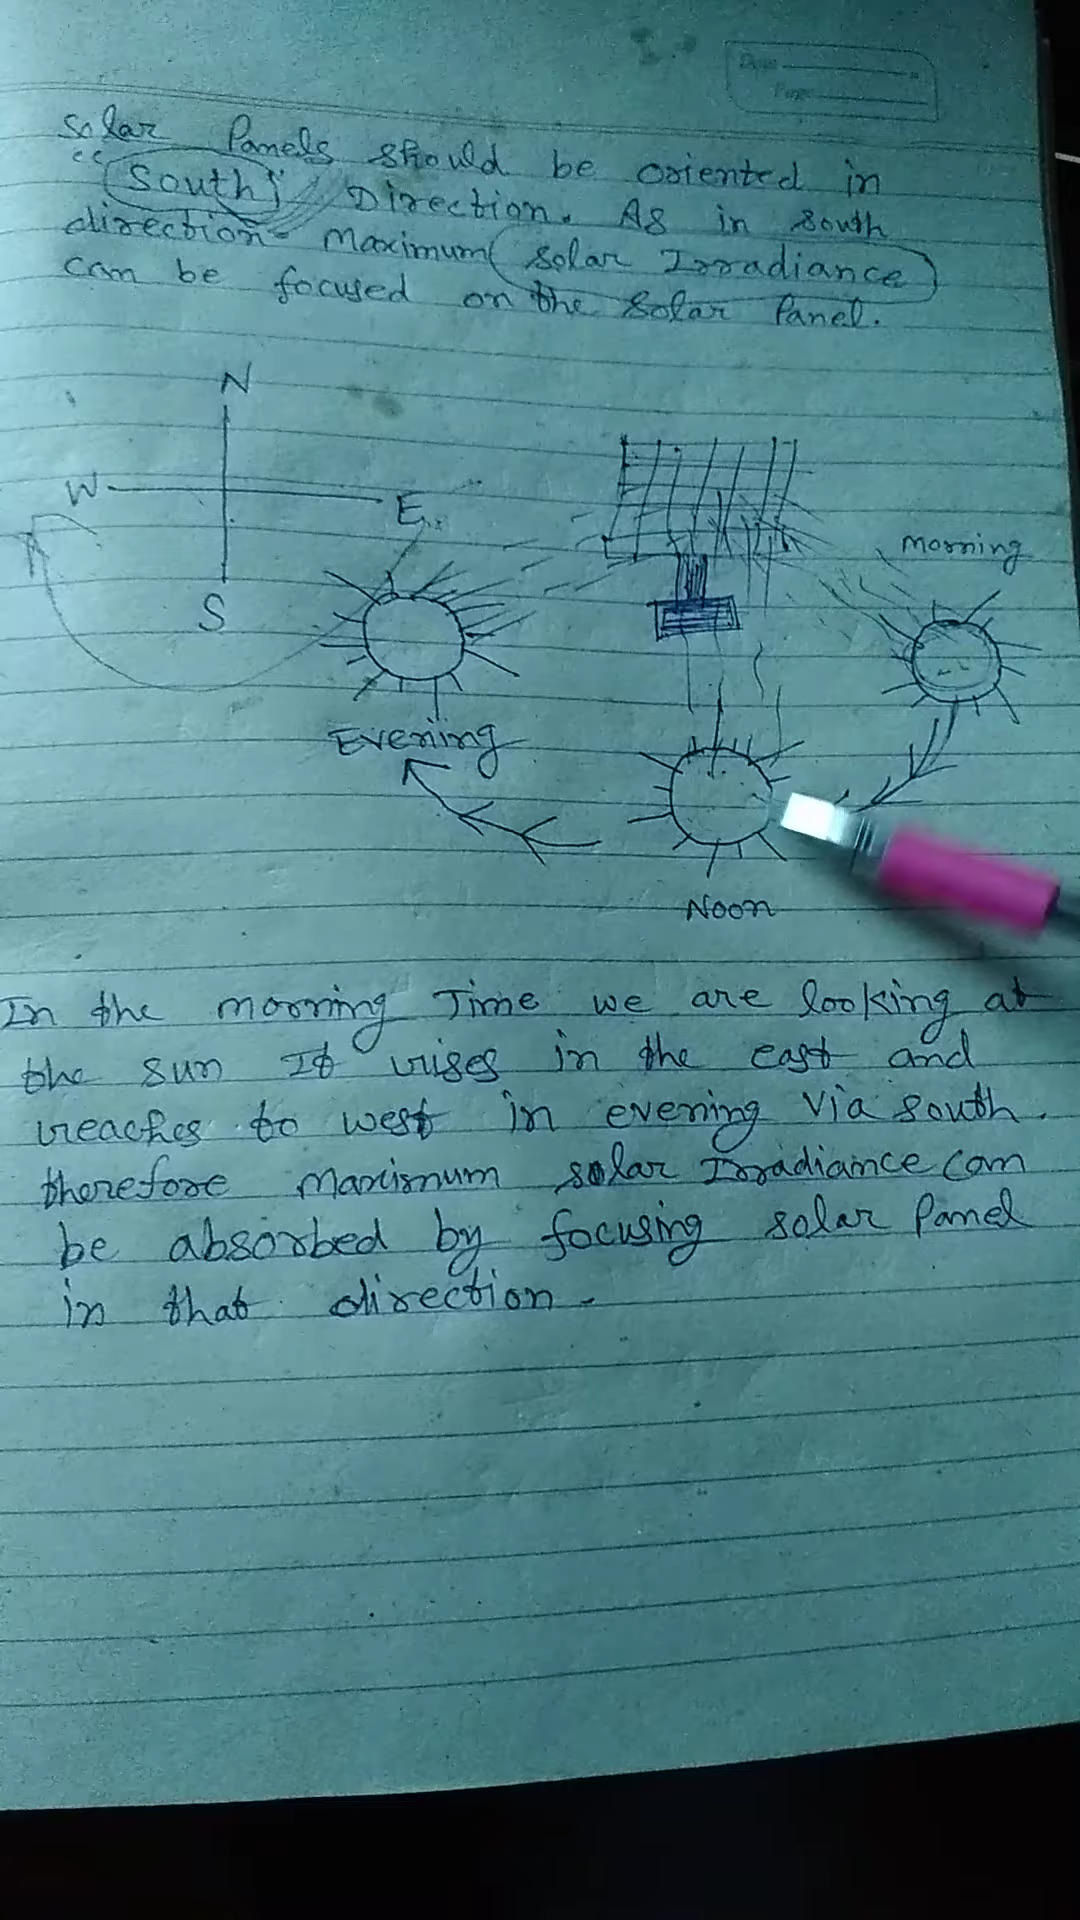 Date
Page
Solar Panels should be oriented in
"South" Direction. As in south
direction maximum solar Irradiance
can be focused on the Solar Panel.
N
W E
S
Morning
Evening
Noon
In the morning Time we are looking at
the sun It rises in the east and
reaches to west in evening via south.
therefore maximum solar Irradiance can
be absorbed by focusing solar Panel
in that direction.